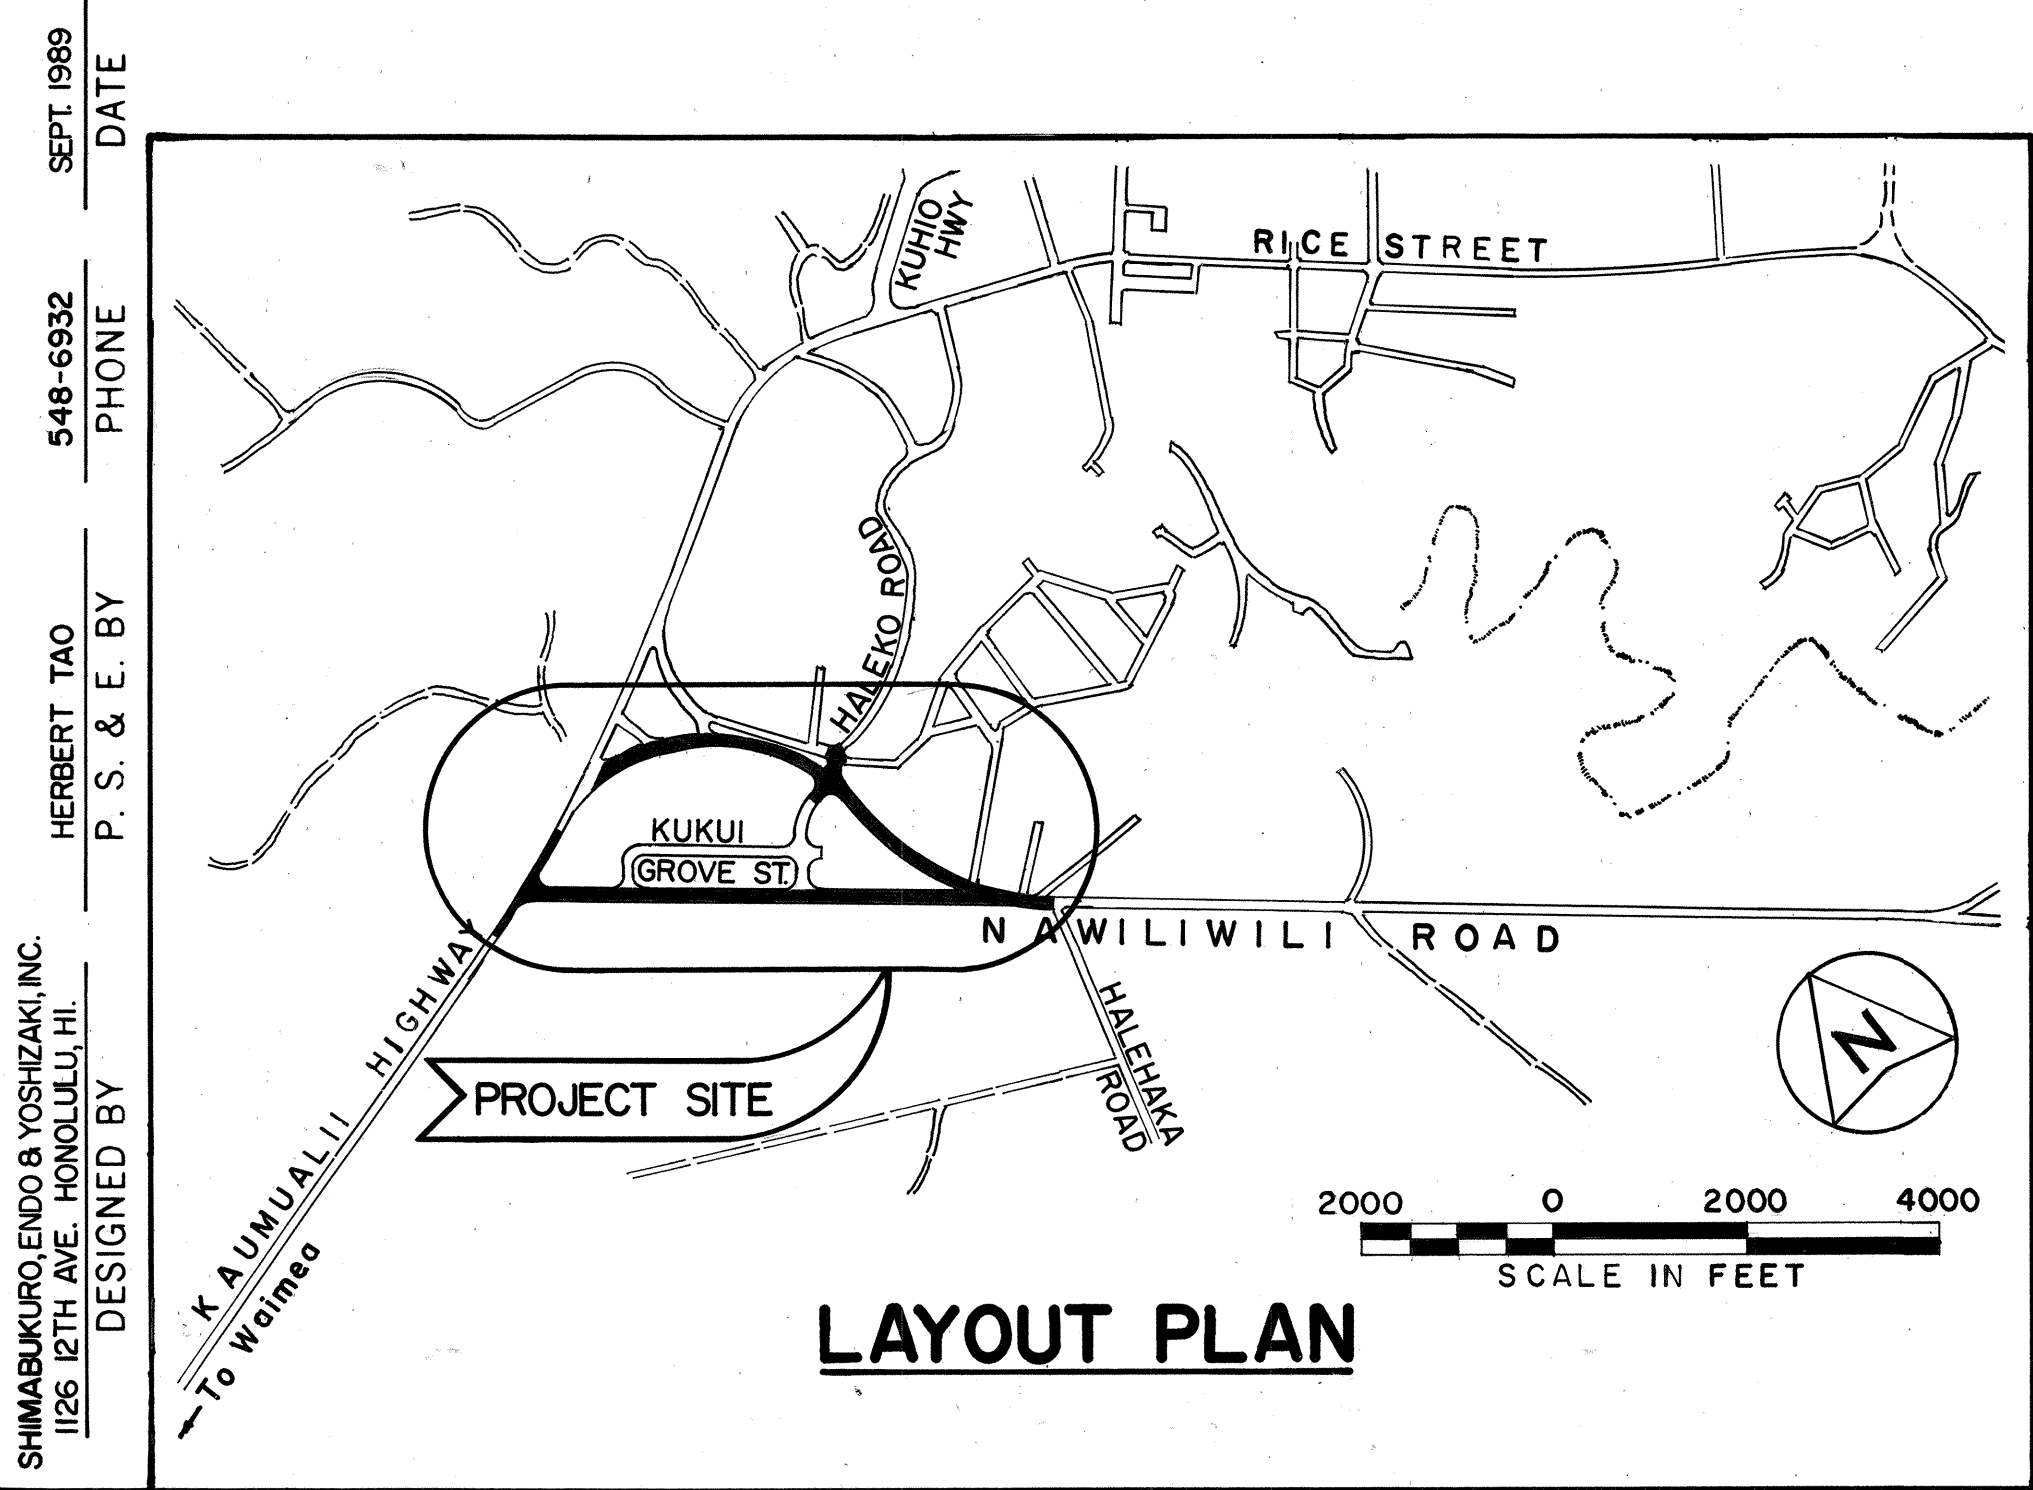 SEPT. 1989
DATE
548-6932
PHONE
HERBERT TAO
P. S. & E. BY
SHIMABUKURO, ENDO & YOSHIZAKI, INC.
1126 12TH AVE. HONOLULU, HI.
DESIGNED BY
KUHIO
HWY
RICE STREET
HALEKO ROAD
KUKUI
GROVE ST.
NAWILIWILI ROAD
KAUMUALII HIGHWAY
To Waimea
HALEHAKA
ROAD
PROJECT SITE
N
2000 0 2000 4000
SCALE IN FEET
LAYOUT PLAN